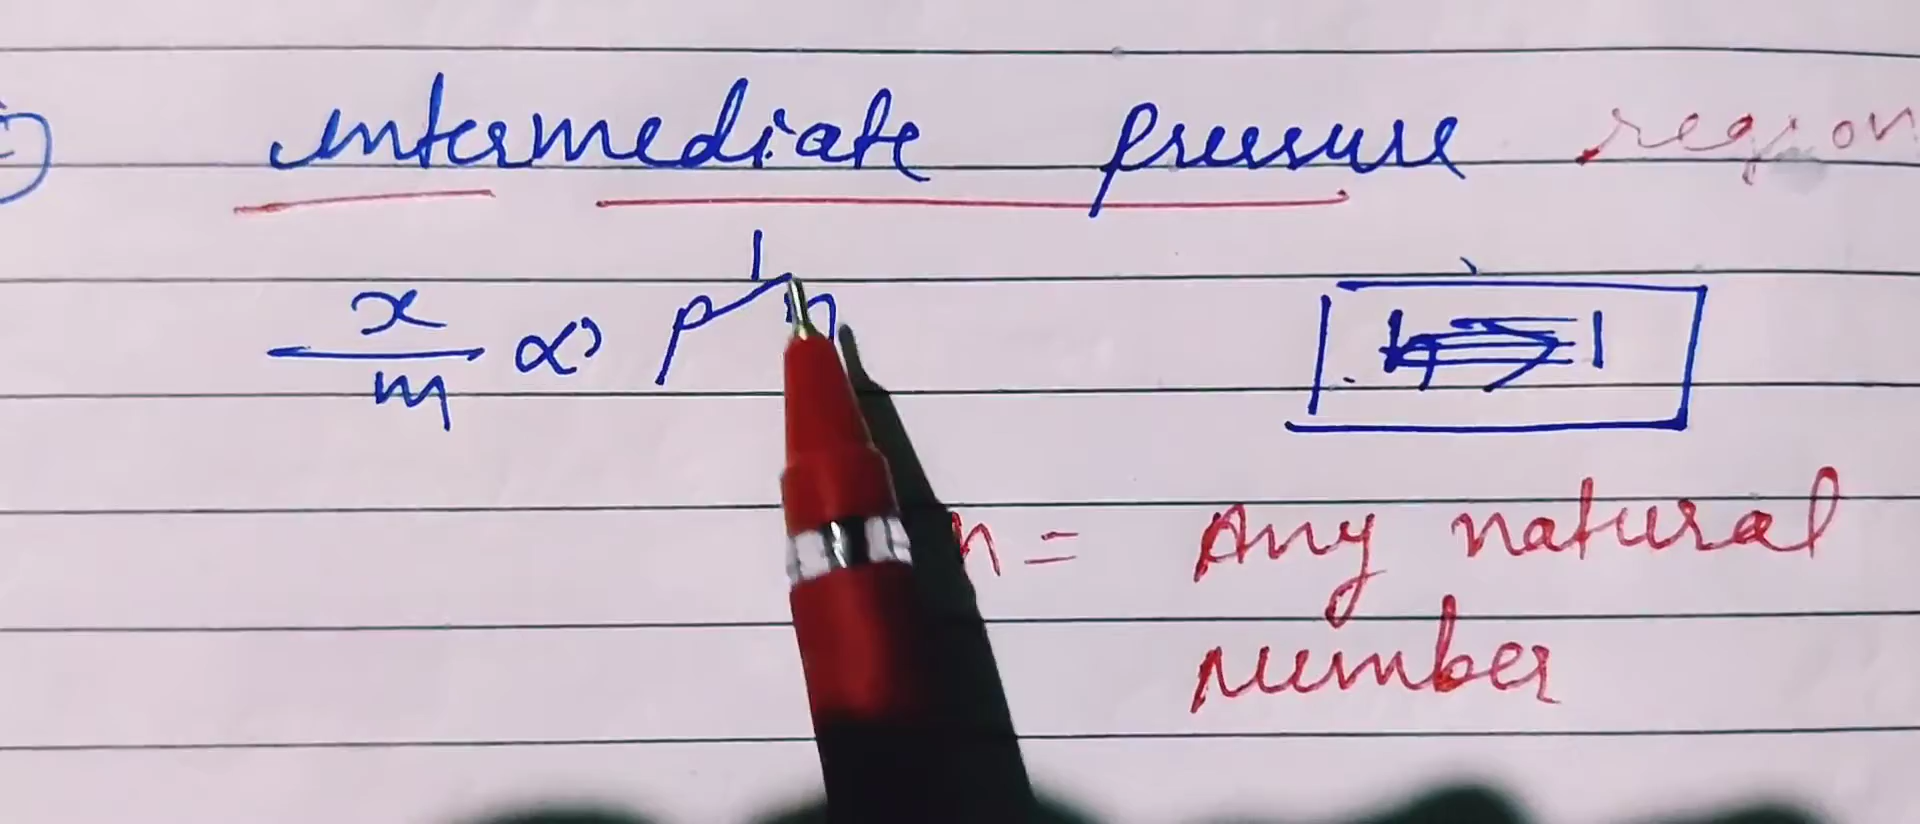 intermediate pressure region
x/m ∝ p^1/n
n = Any natural
number